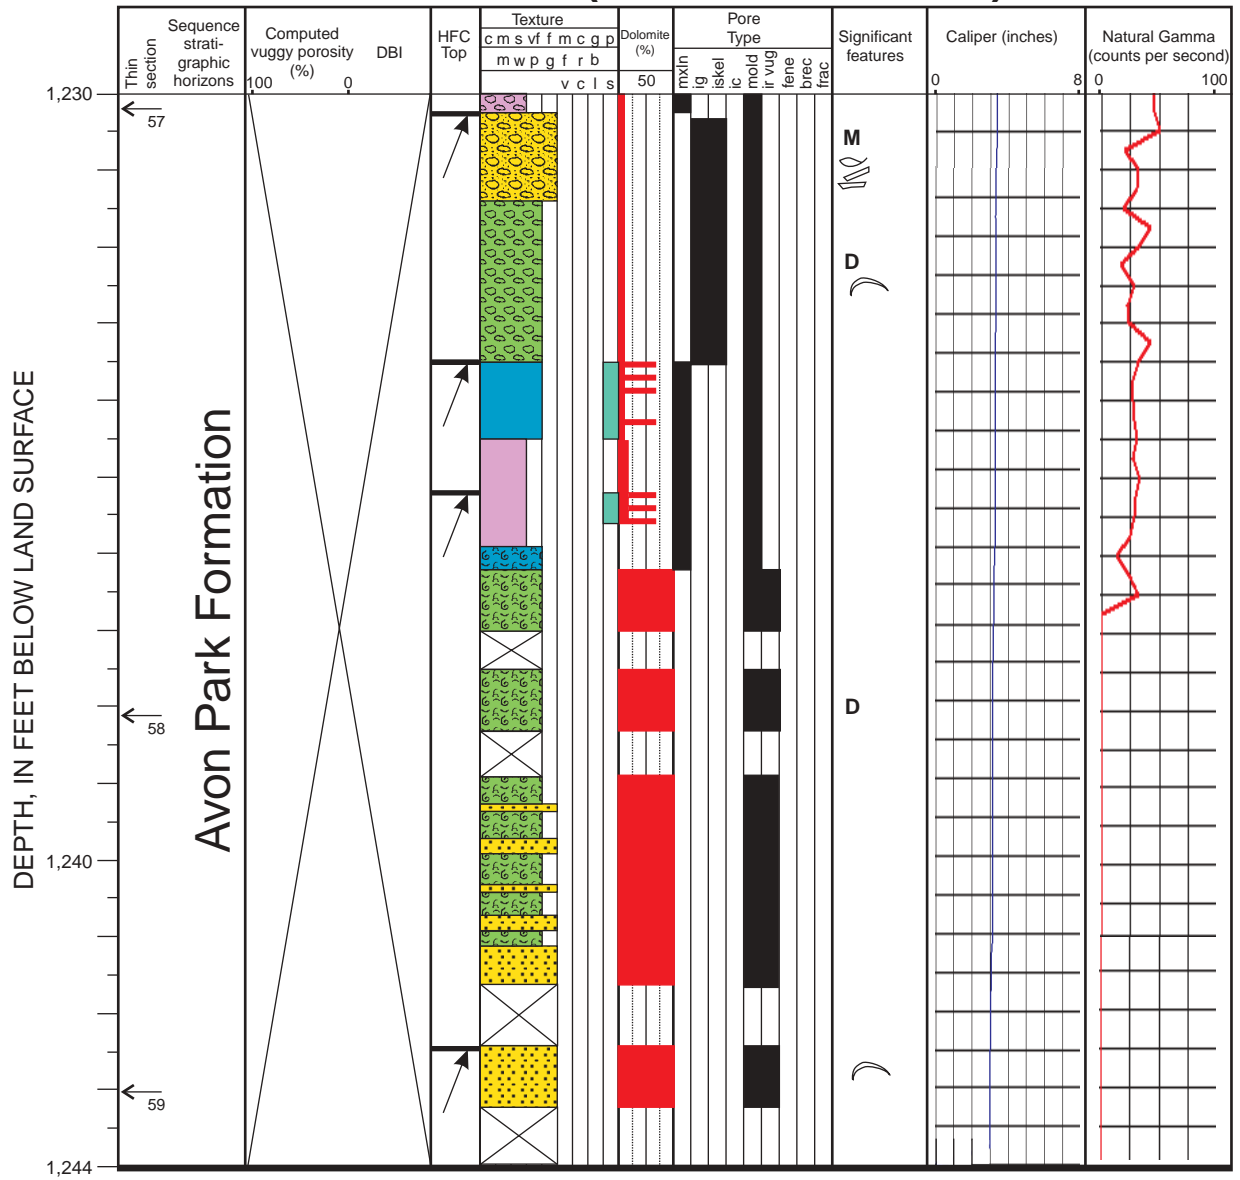 Thin section
Sequence strati- graphic horizons
Computed vuggy porosity (%)
100 0
DBI
HFC Top
Texture
c m s vf f m c g p
m w p g f r b
v c l s
Dolomite (%)
50
Pore Type
mxln
ig
iskel
ic
mold
ir vug
fene
brec
frac
Significant features
Caliper (inches)
0 8
Natural Gamma (counts per second)
0 100
DEPTH, IN FEET BELOW LAND SURFACE
1,230
1,240
1,244
57
58
59
Avon Park Formation
M
D
D